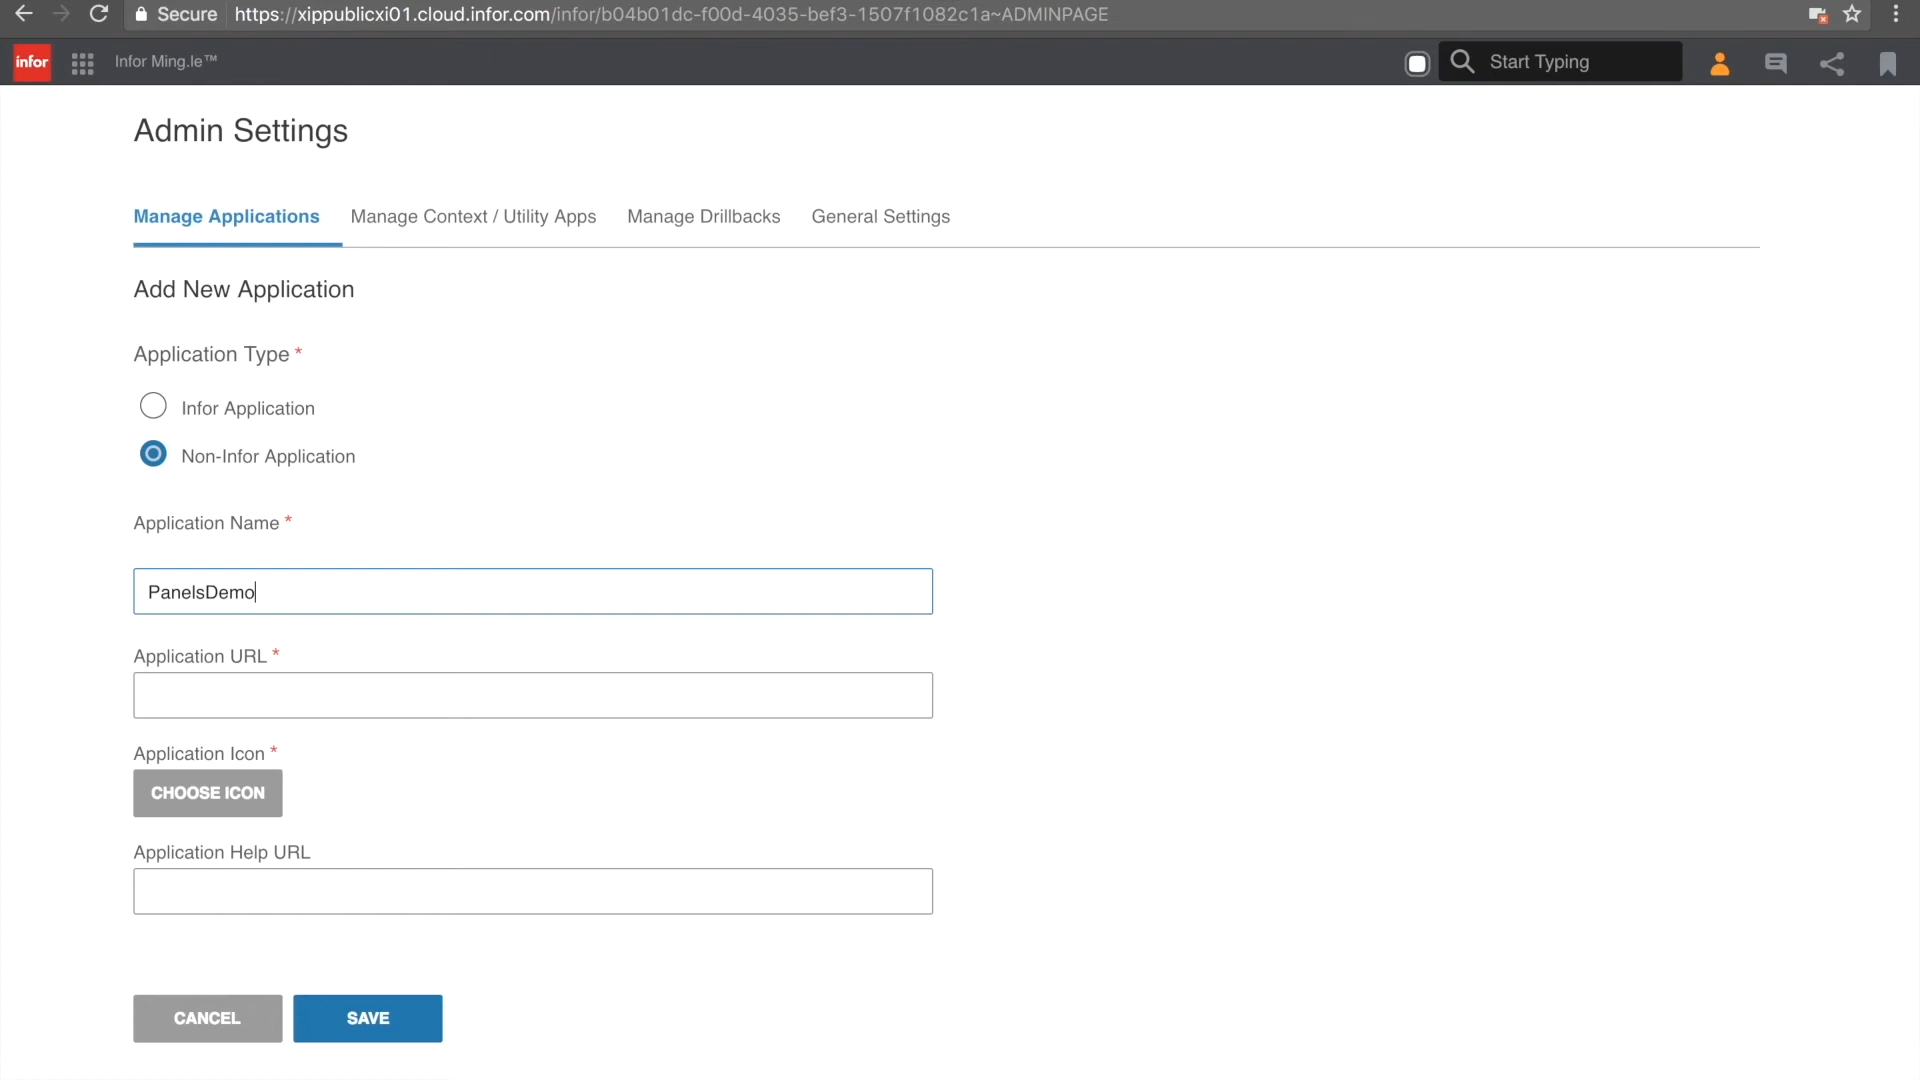 Secure https://xippublicxi01.cloud.infor.com/infor/b04b01dc-f00d-4035-bef3-1507f1082c1a~ADMINPAGE
infor Infor Ming.le™ Start Typing
Admin Settings
Manage Applications Manage Context / Utility Apps Manage Drillbacks General Settings
Add New Application
Application Type *
Infor Application
Non-Infor Application
Application Name *
PanelsDemo
Application URL *
Application Icon *
CHOOSE ICON
Application Help URL
CANCEL SAVE